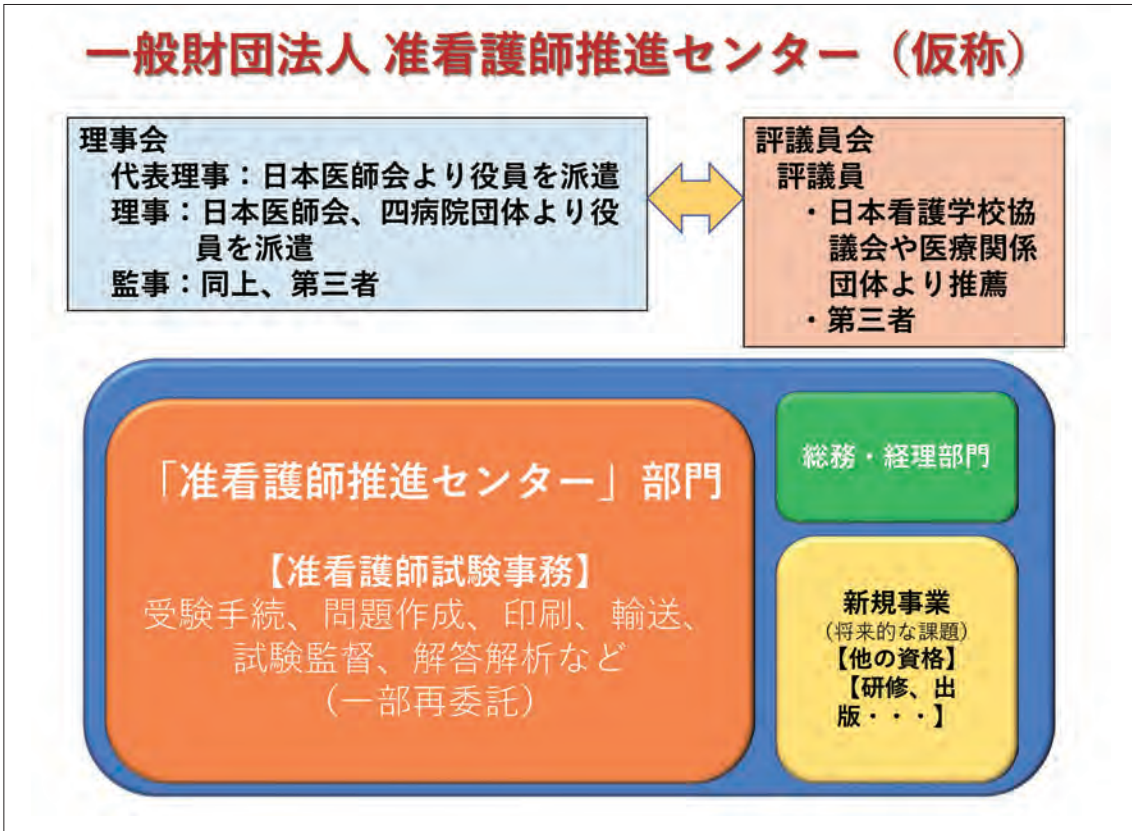 一般財団法人 准看護師推進センター（仮称）
理事会
代表理事：日本医師会より役員を派遣
理事：日本医師会、四病院団体より役
員を派遣
監事：同上、第三者
評議員会
評議員
・日本看護学校協
議会や医療関係
団体より推薦
・第三者
「准看護師推進センター」部門
【准看護師試験事務】
受験手続、問題作成、印刷、輸送、
試験監督、解答解析など
（一部再委託）
総務・経理部門
新規事業
（将来的な課題）
【他の資格】
【研修、出
版・・・】